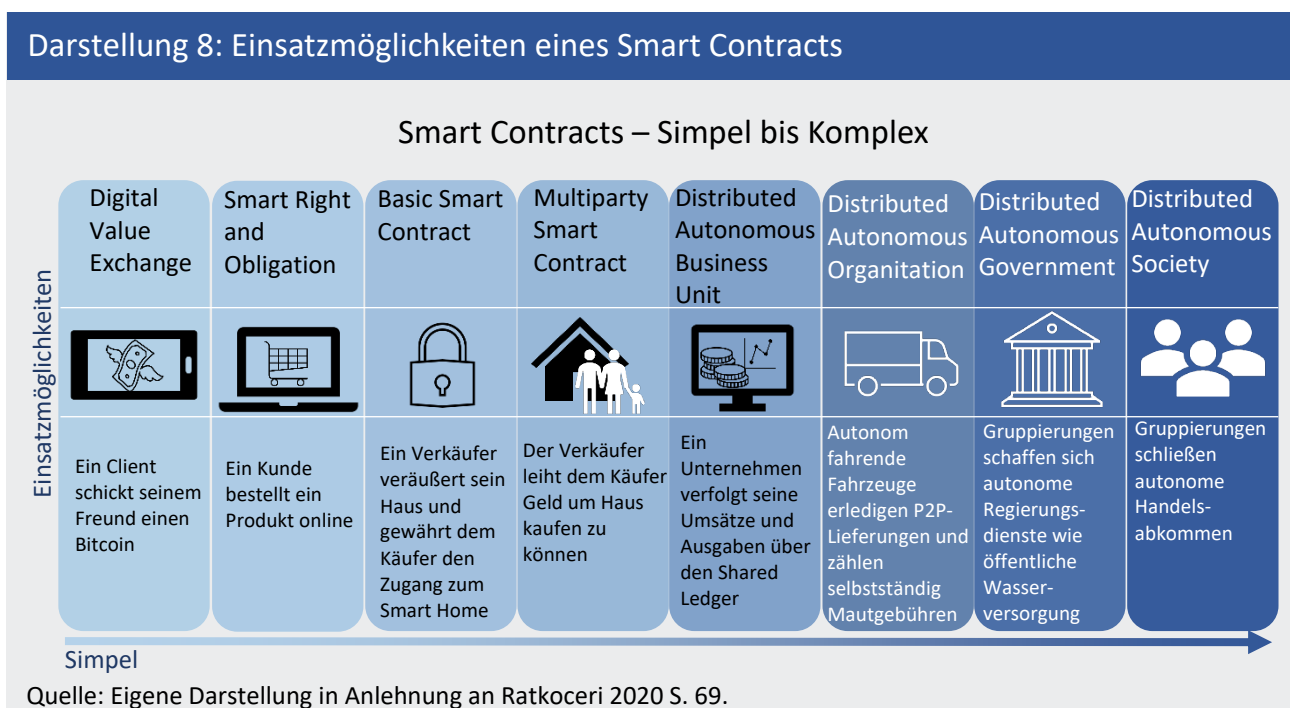 Darstellung 8: Einsatzmöglichkeiten eines Smart Contracts
Smart Contracts – Simpel bis Komplex
Einsatzmöglichkeiten
Digital
Value
Exchange
Smart Right
and
Obligation
Basic Smart
Contract
Multiparty
Smart
Contract
Distributed
Autonomous
Business
Unit
Distributed
Autonomous
Organitation
Distributed
Autonomous
Government
Distributed
Autonomous
Society
Ein Client
schickt seinem
Freund einen
Bitcoin
Ein Kunde
bestellt ein
Produkt online
Ein Verkäufer
veräußert sein
Haus und
gewährt dem
Käufer den
Zugang zum
Smart Home
Der Verkäufer
leiht dem Käufer
Geld um Haus
kaufen zu
können
Ein
Unternehmen
verfolgt seine
Umsätze und
Ausgaben über
den Shared
Ledger
Autonom
fahrende
Fahrzeuge
erledigen P2P-
Lieferungen und
zählen
selbstständig
Mautgebühren
Gruppierungen
schaffen sich
autonome
Regierungs-
dienste wie
öffentliche
Wasser-
versorgung
Gruppierungen
schließen
autonome
Handels-
abkommen
Simpel
Quelle: Eigene Darstellung in Anlehnung an Ratkoceri 2020 S. 69.